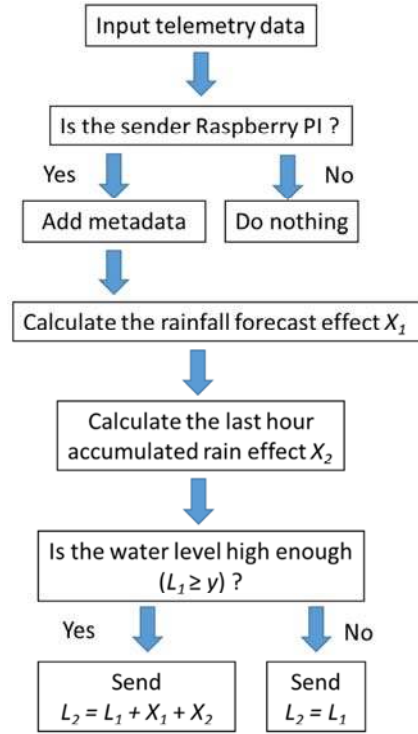 Input telemetry data
Is the sender Raspberry PI ?
Yes
No
Add metadata
Do nothing
Calculate the rainfall forecast effect X₁
Calculate the last hour
accumulated rain effect X₂
Is the water level high enough
(L₁ ≥ y) ?
Yes
No
Send
L₂ = L₁ + X₁ + X₂
Send
L₂ = L₁